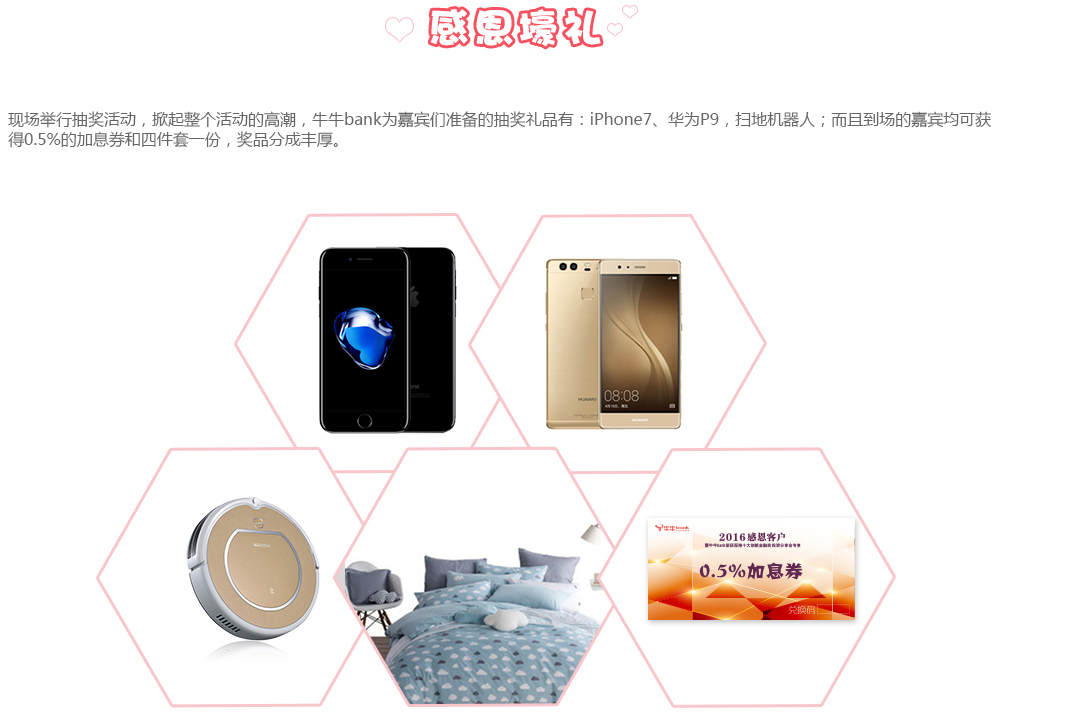 感恩壕礼
现场举行抽奖活动，掀起整个活动的高潮，牛牛bank为嘉宾们准备的抽奖礼品有：iPhone7、华为P9，扫地机器人；而且到场的嘉宾均可获
得0.5%的加息券和四件套一份，奖品分成丰厚。
08:08
HUAWEI
牛牛bank
2016感恩客户
0.5%加息券
兑换码